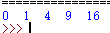 ========
0  1  4  9  16
>>>